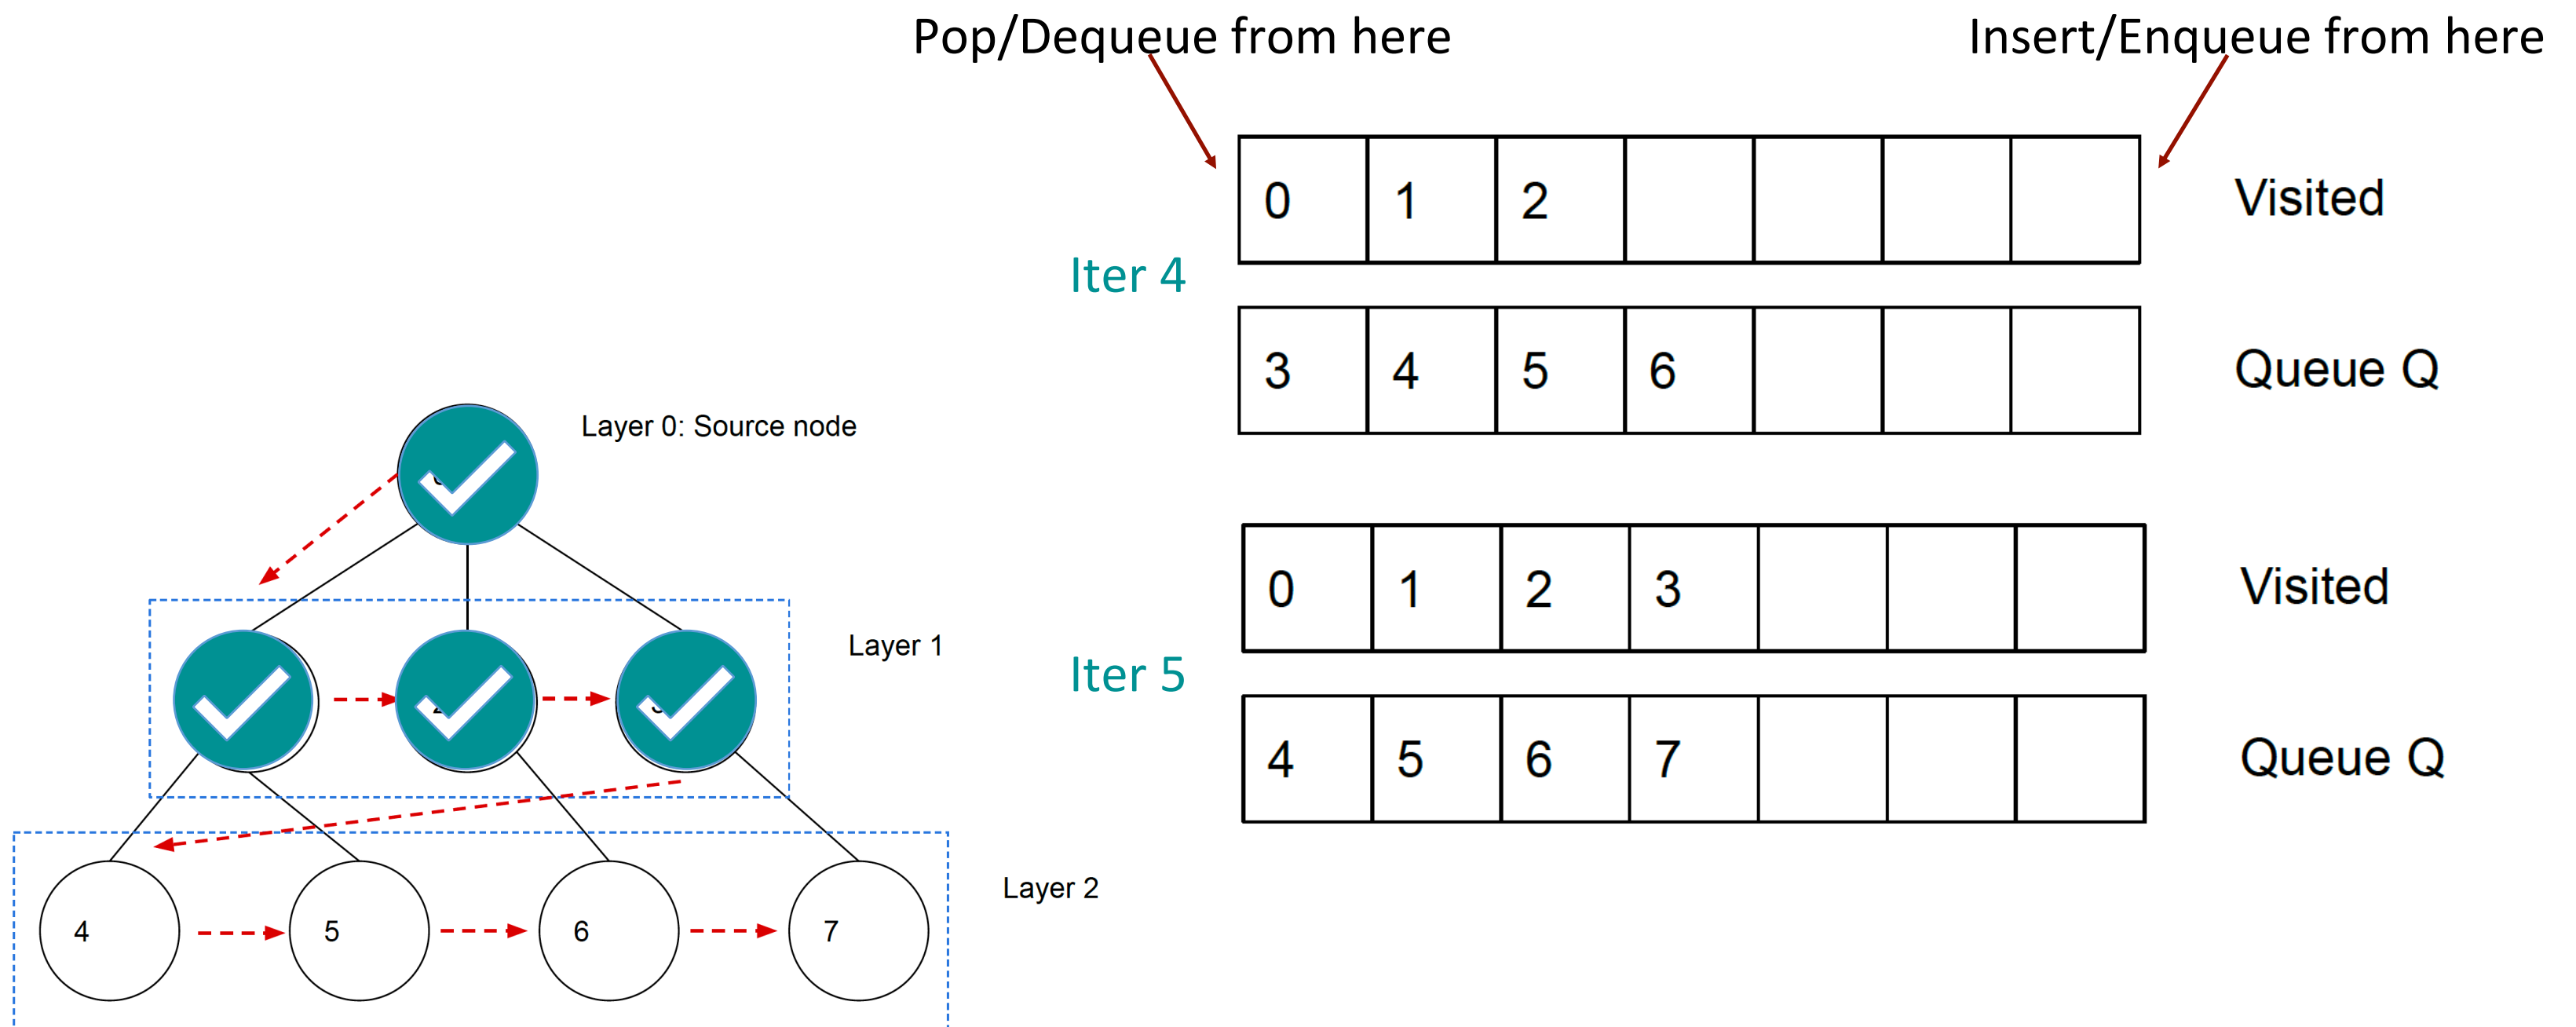 Pop/Dequeue from here
Insert/Enqueue from here
0 1 2
Visited
Iter 4
3 4 5 6
Queue Q
Layer 0: Source node
0 1 2 3
Visited
Layer 1
Iter 5
4 5 6 7
Queue Q
Layer 2
4 5 6 7